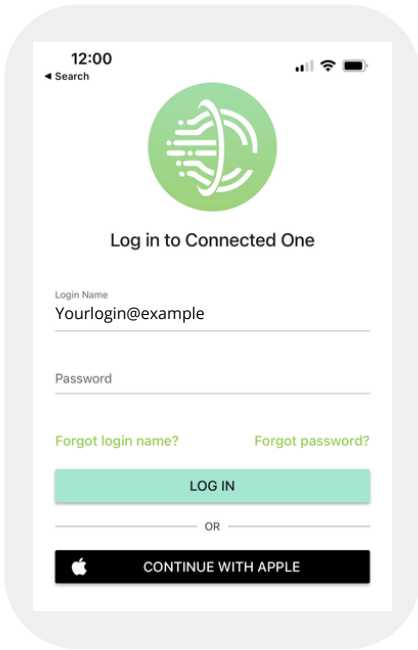 12:00
◀ Search
Log in to Connected One
Login Name
Yourlogin@example
Password
Forgot login name? Forgot password?
LOG IN
OR
CONTINUE WITH APPLE